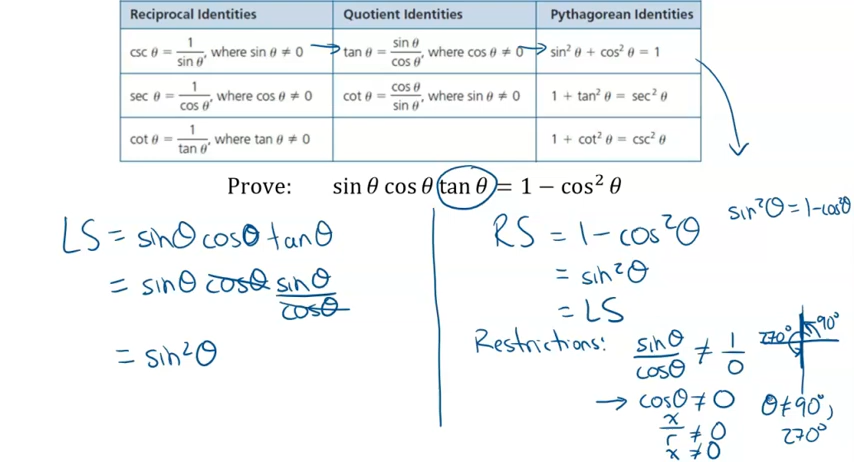 Reciprocal Identities Quotient Identities Pythagorean Identities
csc θ = 1/sin θ, where sin θ ≠ 0 → tan θ = sin θ/cos θ, where cos θ ≠ 0 → sin² θ + cos² θ = 1
sec θ = 1/cos θ, where cos θ ≠ 0 cot θ = cos θ/sin θ, where sin θ ≠ 0 1 + tan² θ = sec² θ
cot θ = 1/tan θ, where tan θ ≠ 0 1 + cot² θ = csc² θ
Prove: sin θ cos θ tan θ = 1 − cos² θ
sin²θ = 1-cos²θ
LS = sinθ cosθ tanθ
= sinθ cosθ sinθ/cosθ
= sin²θ
RS = 1 - cos²θ
= sin²θ
= LS
Restrictions: sinθ/cosθ ≠ 1/0
→ cosθ ≠ 0
x/r ≠ 0
x ≠ 0
270° 90°
θ ≠ 90°,
270°